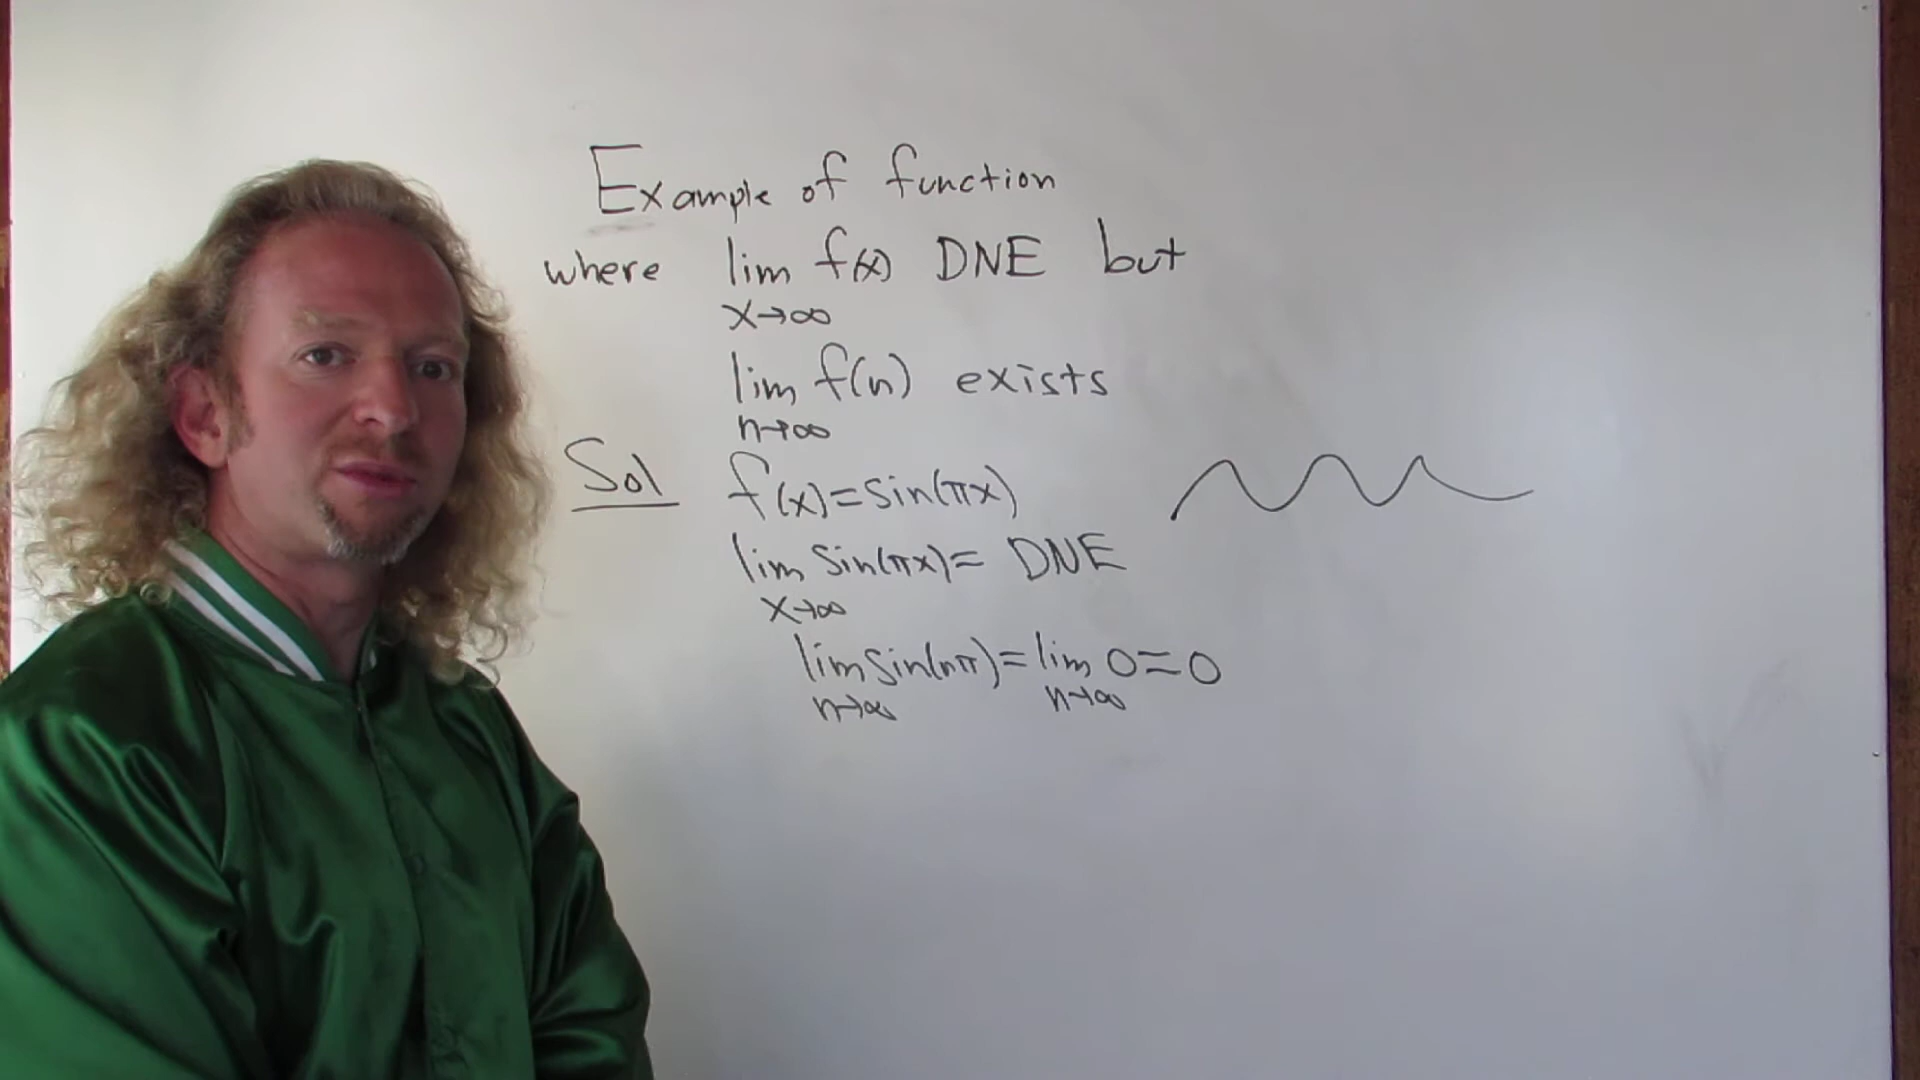 Example of function
where lim f(x) DNE but
x→∞
lim f(n) exists
n→∞
Sol f(x)=sin(πx)
lim sin(πx)= DNE
x→∞
lim sin(nπ)=lim 0=0
n→∞ n→∞